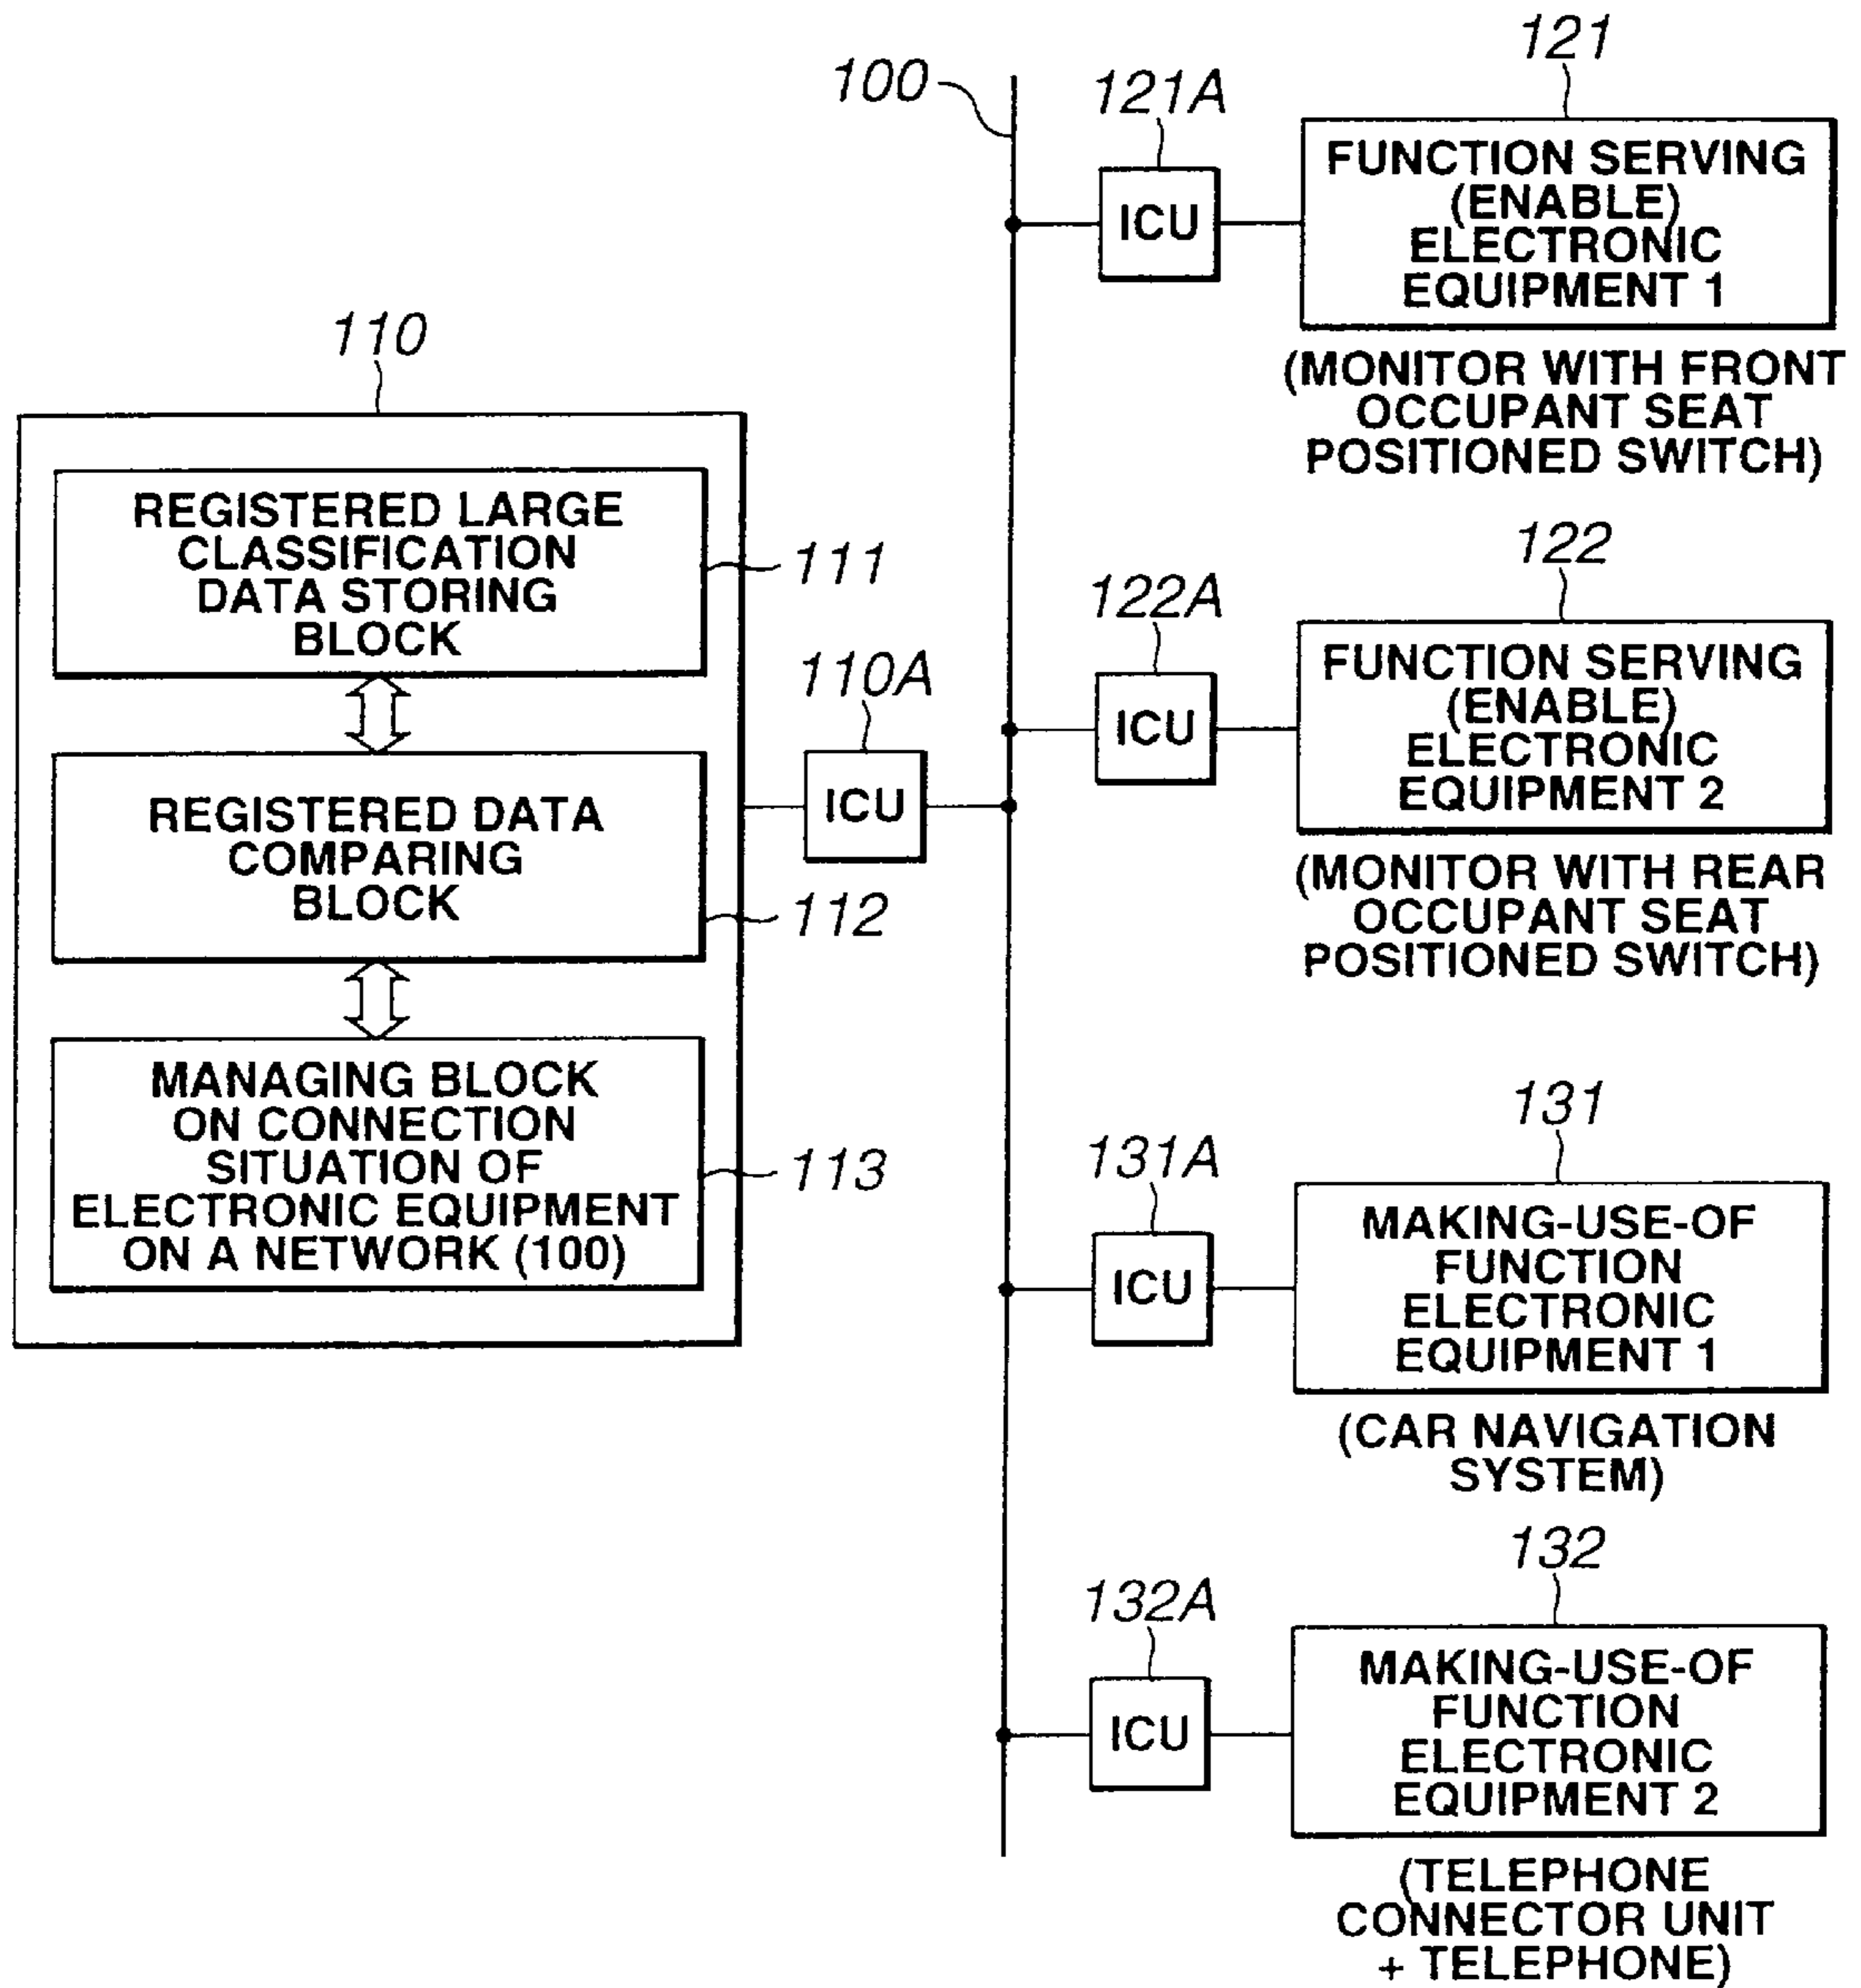 110
REGISTERED LARGE
CLASSIFICATION
DATA STORING
BLOCK
111
REGISTERED DATA
COMPARING
BLOCK
112
MANAGING BLOCK
ON CONNECTION
SITUATION OF
ELECTRONIC EQUIPMENT
ON A NETWORK (100)
113
110A
ICU
100
121A
ICU
121
FUNCTION SERVING
(ENABLE)
ELECTRONIC
EQUIPMENT 1
(MONITOR WITH FRONT
OCCUPANT SEAT
POSITIONED SWITCH)
122A
ICU
122
FUNCTION SERVING
(ENABLE)
ELECTRONIC
EQUIPMENT 2
(MONITOR WITH REAR
OCCUPANT SEAT
POSITIONED SWITCH)
131A
ICU
131
MAKING-USE-OF
FUNCTION
ELECTRONIC
EQUIPMENT 1
(CAR NAVIGATION
SYSTEM)
132A
ICU
132
MAKING-USE-OF
FUNCTION
ELECTRONIC
EQUIPMENT 2
(TELEPHONE
CONNECTOR UNIT
+ TELEPHONE)